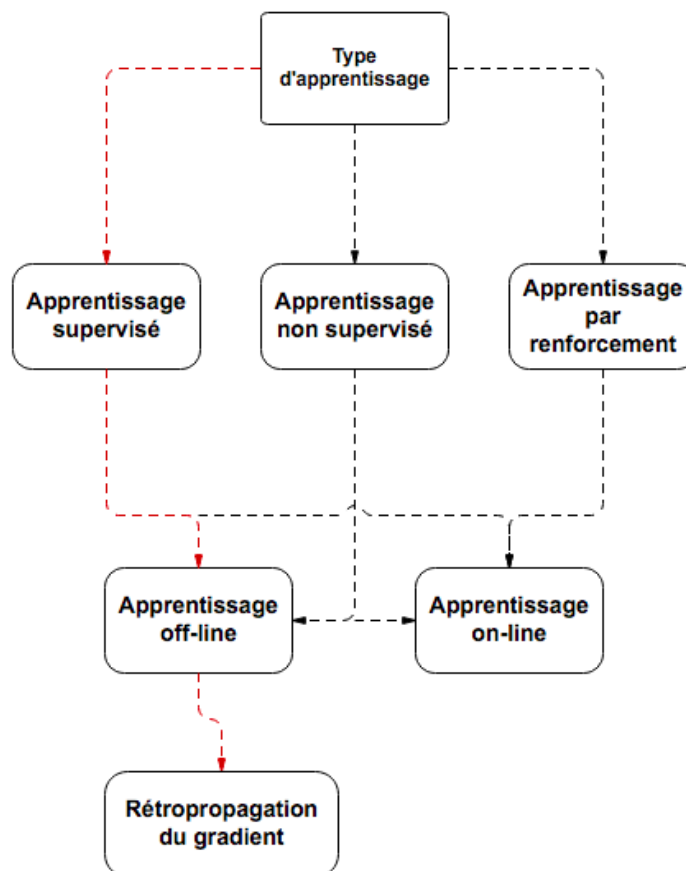 Type
d'apprentissage
Apprentissage
supervisé
Apprentissage
non supervisé
Apprentissage
par
renforcement
Apprentissage
off-line
Apprentissage
on-line
Rétropropagation
du gradient